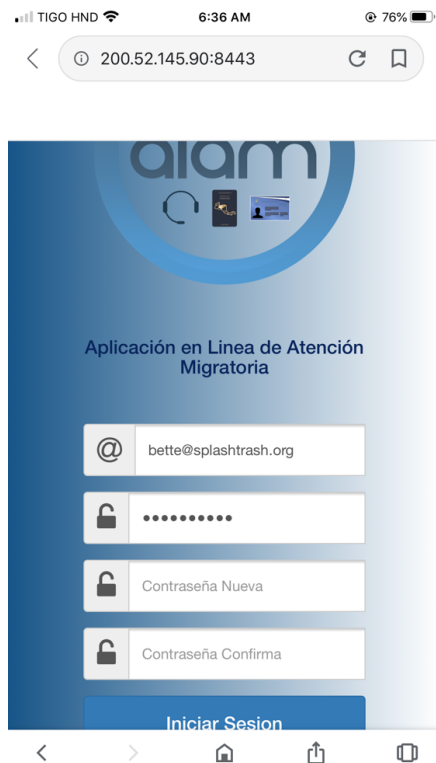 TIGO HND
6:36 AM
76%
200.52.145.90:8443
alam
Aplicación en Linea de Atención
Migratoria
@
bette@splashtrash.org
••••••••••
Contraseña Nueva
Contraseña Confirma
Iniciar Sesion